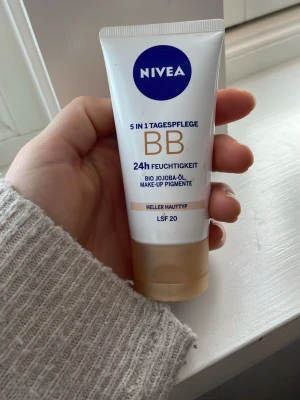 NIVEA
5 IN 1 TAGESPFLEGE
BB
24h FEUCHTIGKEIT
BIO JOJOBA-ÖL,
MAKE-UP PIGMENTE
HELLER HAUTTYP
LSF 20